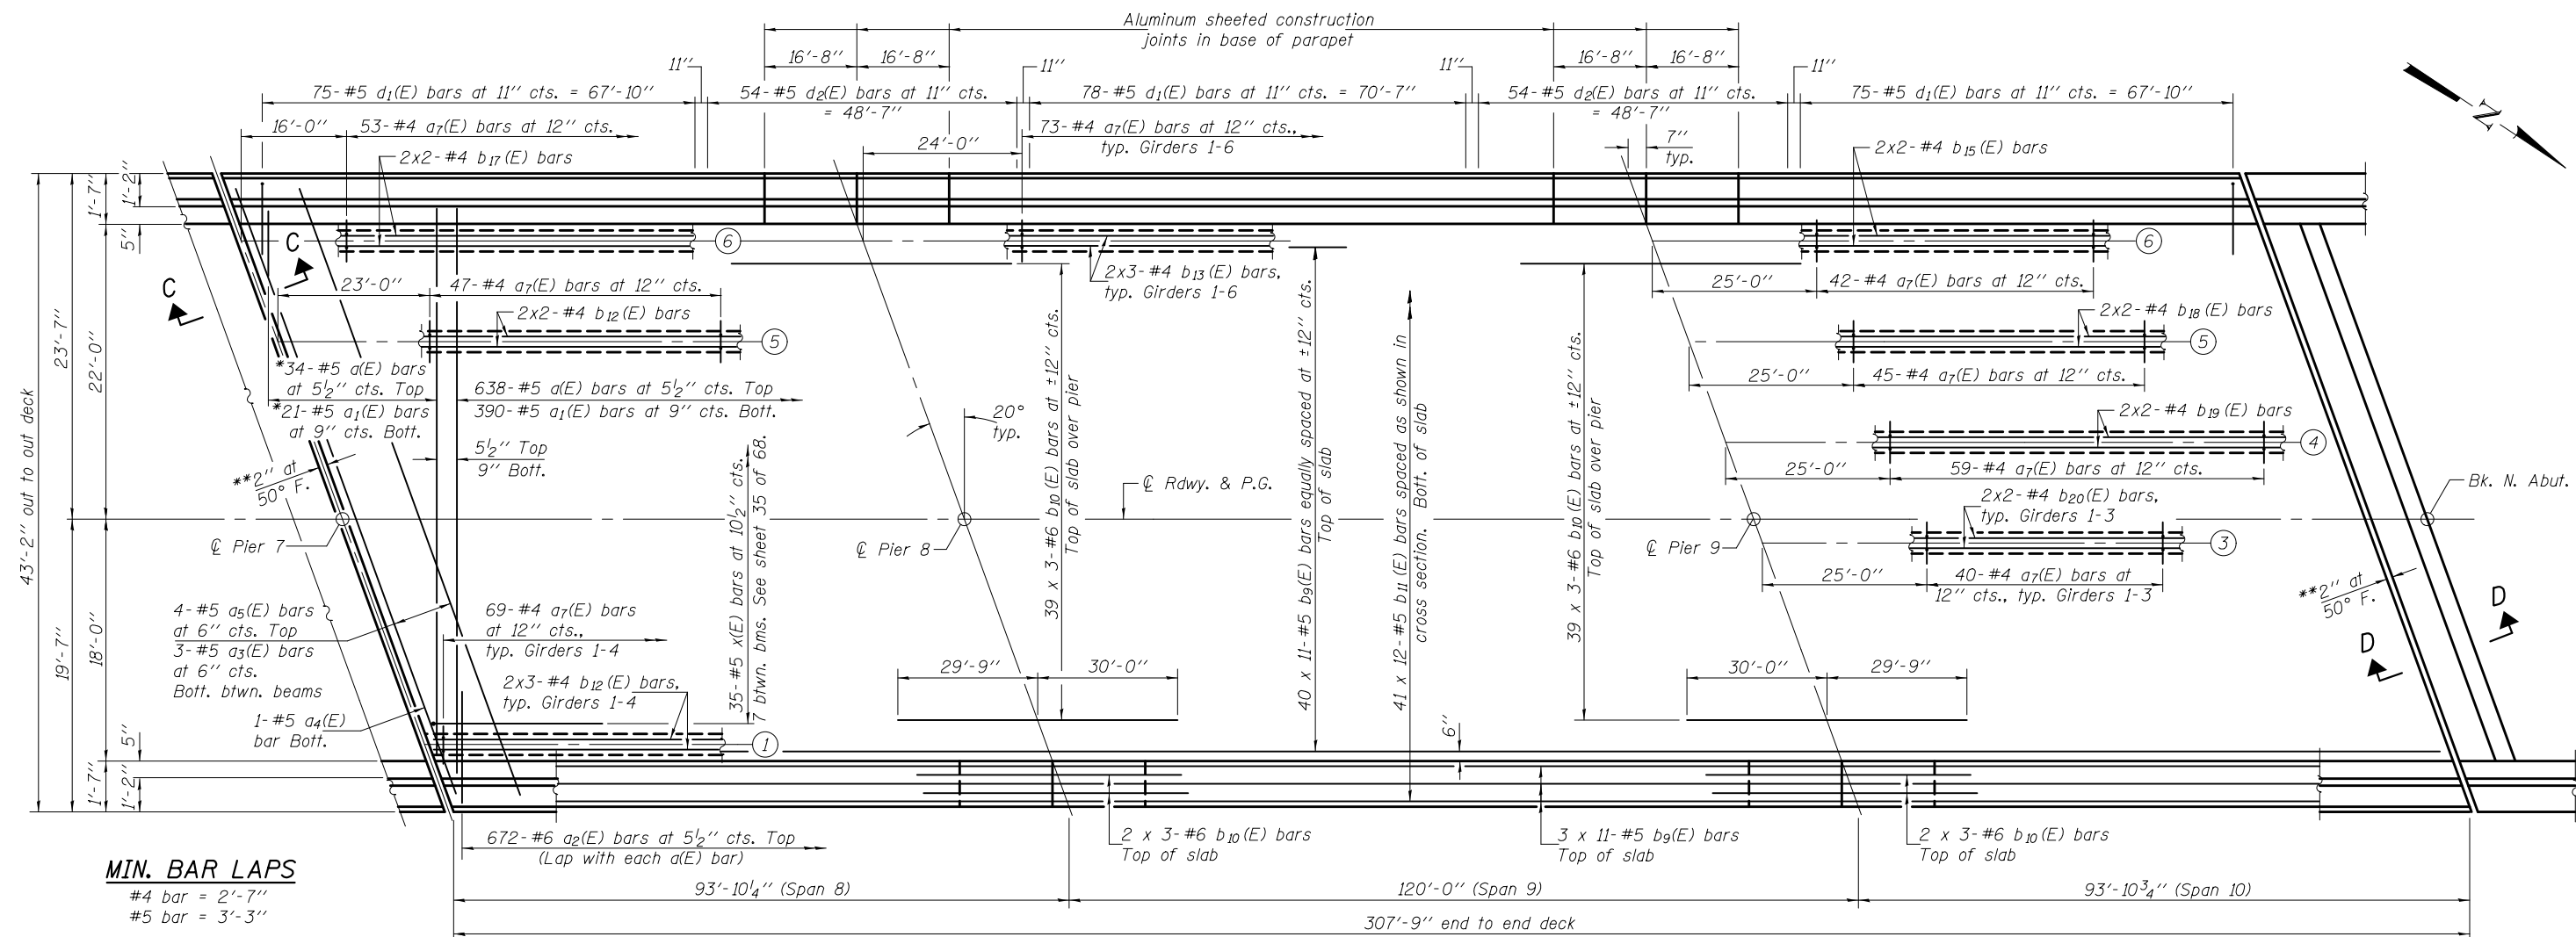 Aluminum sheeted construction
joints in base of parapet
16'-8" 16'-8" 16'-8" 16'-8"
11" 11" 11" 11"
75-#5 d1(E) bars at 11" cts. = 67'-10"
54-#5 d2(E) bars at 11" cts.
= 48'-7"
78-#5 d1(E) bars at 11" cts. = 70'-7"
54-#5 d2(E) bars at 11" cts.
= 48'-7"
75-#5 d1(E) bars at 11" cts. = 67'-10"
N
16'-0"
53-#4 a7(E) bars at 12" cts.
24'-0"
73-#4 a7(E) bars at 12" cts.,
typ. Girders 1-6
7"
typ.
2x2-#4 b17(E) bars
2x2-#4 b15(E) bars
43'-2" out to out deck
23'-7"
19'-7"
1'-7"
1'-2"
5"
22'-0"
18'-0"
5"
1'-7"
1'-2"
C
C
6
6
2x3-#4 b13(E) bars,
typ. Girders 1-6
25'-0"
42-#4 a7(E) bars at 12" cts.
23'-0"
47-#4 a7(E) bars at 12" cts.
2x2-#4 b12(E) bars
5
2x2-#4 b18(E) bars
5
25'-0"
45-#4 a7(E) bars at 12" cts.
*34-#5 a(E) bars
at 5½" cts. Top
*21-#5 a1(E) bars
at 9" cts. Bott.
638-#5 a(E) bars at 5½" cts. Top
390-#5 a1(E) bars at 9" cts. Bott.
5½" Top
9" Bott.
20°
typ.
2x2-#4 b19(E) bars
4
25'-0"
59-#4 a7(E) bars at 12" cts.
**2" at
50° F.
℄ Rdwy. & P.G.
Bk. N. Abut.
℄ Pier 7
℄ Pier 8
℄ Pier 9
2x2-#4 b20(E) bars,
typ. Girders 1-3
3
25'-0"
40-#4 a7(E) bars at
12" cts., typ. Girders 1-3
**2" at
50° F.
D
D
35-#5 x(E) bars at 10½" cts.
7 btwn. bms. See sheet 35 of 68.
39 x 3-#6 b10(E) bars at ±12" cts.
Top of slab over pier
40 x 11-#5 b9(E) bars equally spaced at ±12" cts.
Top of slab
41 x 12-#5 b11(E) bars spaced as shown in
cross section. Bott. of slab
39 x 3-#6 b10(E) bars at ±12" cts.
Top of slab over pier
4-#5 a5(E) bars
at 6" cts. Top
3-#5 a3(E) bars
at 6" cts.
Bott. btwn. beams
1-#5 a4(E)
bar Bott.
69-#4 a7(E) bars
at 12" cts.,
typ. Girders 1-4
2x3-#4 b12(E) bars,
typ. Girders 1-4
1
29'-9" 30'-0"
30'-0" 29'-9"
6"
672-#6 a2(E) bars at 5½" cts. Top
(Lap with each a(E) bar)
2 x 3-#6 b10(E) bars
Top of slab
3 x 11-#5 b9(E) bars
Top of slab
2 x 3-#6 b10(E) bars
Top of slab
MIN. BAR LAPS
#4 bar = 2'-7"
#5 bar = 3'-3"
93'-10¼" (Span 8)
120'-0" (Span 9)
93'-10¾" (Span 10)
307'-9" end to end deck